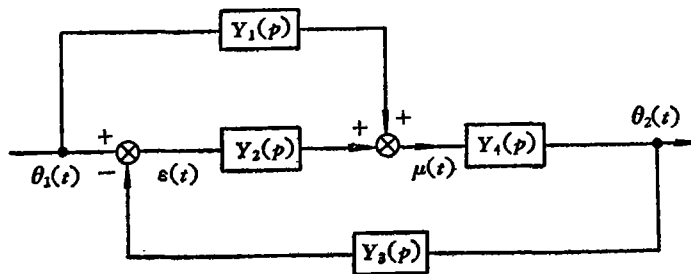 Y₁(p)
+
+
θ₂(t)
+
+
Y₂(p)
Y₄(p)
θ₁(t)
−
ε(t)
μ(t)
Y₃(p)